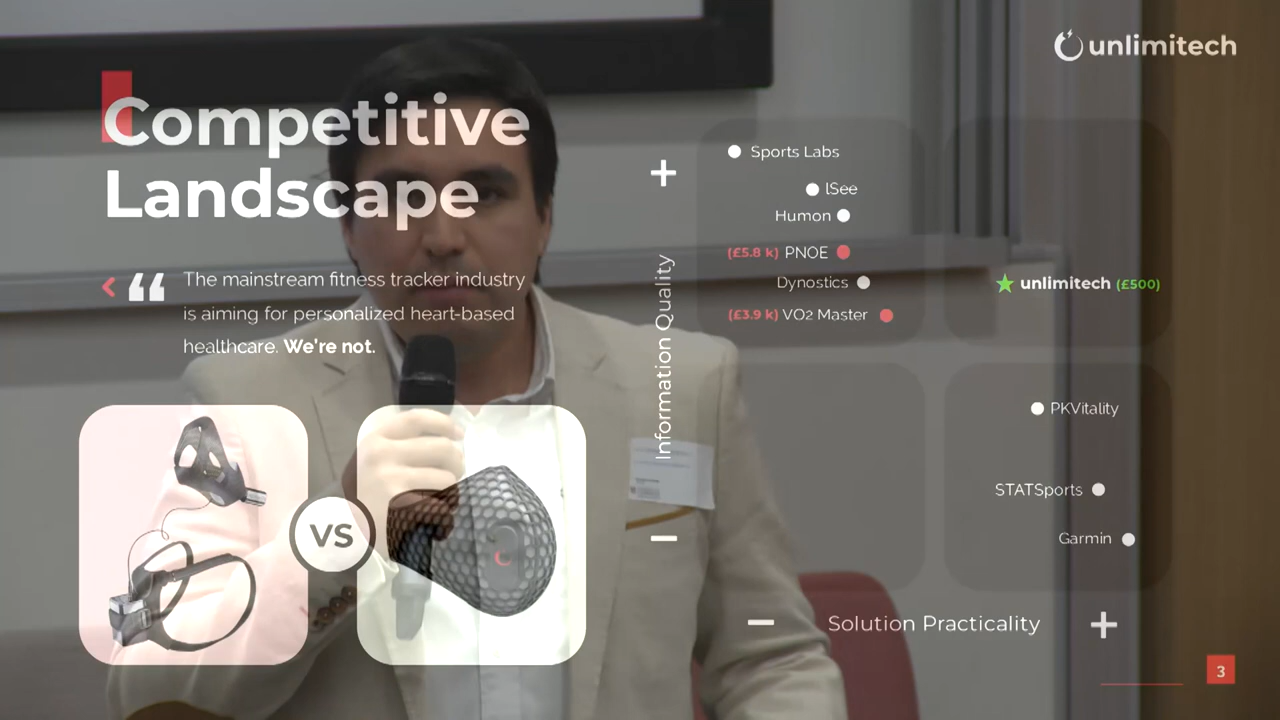 unlimitech
Competitive
Landscape
“ The mainstream fitness tracker industry
is aiming for personalized heart-based
healthcare. We're not.
VS
+
Information Quality
−
Sports Labs
lSee
Humon
(£5.8 k) PNOE
Dynostics
(£3.9 k) VO2 Master
unlimitech (£500)
PKVitality
STATSports
Garmin
− Solution Practicality +
3